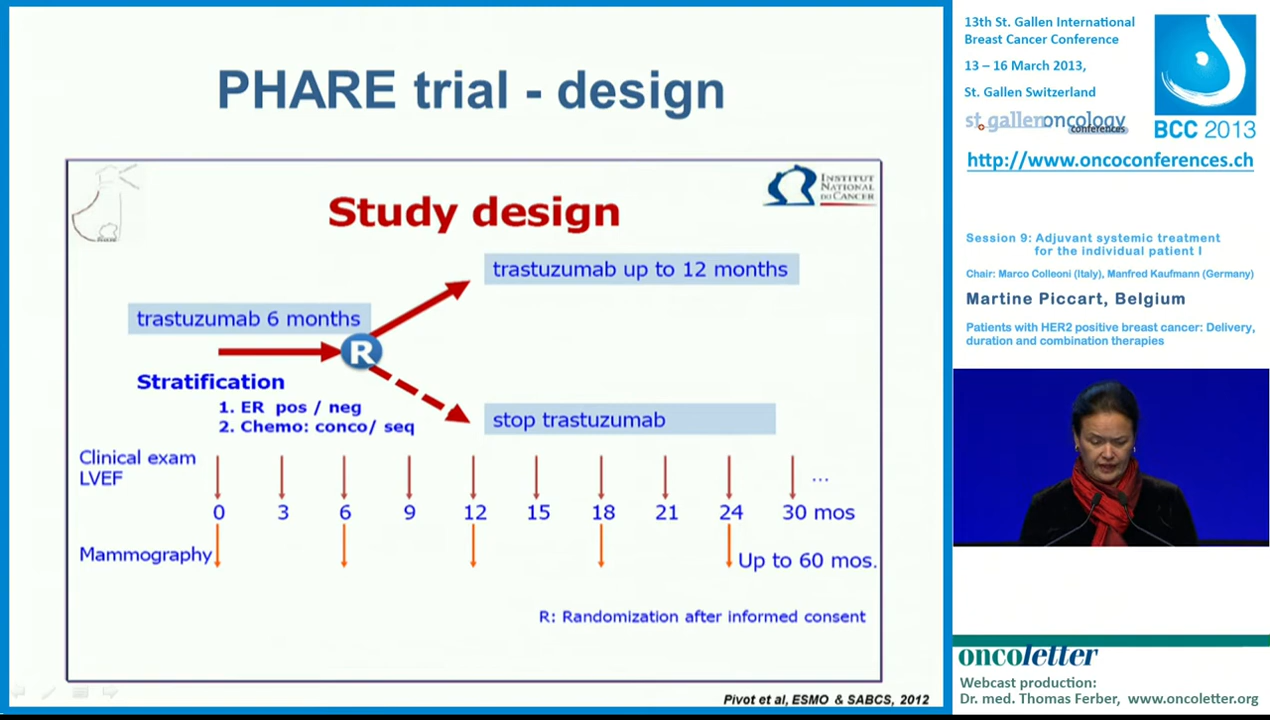 PHARE trial - design
INSTITUT
NATIONAL
DU CANCER
Study design
trastuzumab up to 12 months
trastuzumab 6 months
R
Stratification
1. ER pos / neg
2. Chemo: conco/ seq
stop trastuzumab
Clinical exam
LVEF
...
0 3 6 9 12 15 18 21 24 30 mos
Mammography
Up to 60 mos.
R: Randomization after informed consent
Pivot et al, ESMO & SABCS, 2012
13th St. Gallen International
Breast Cancer Conference
13 – 16 March 2013,
St. Gallen Switzerland
st.gallenoncology
conferences
BCC 2013
http://www.oncoconferences.ch
Session 9: Adjuvant systemic treatment
for the individual patient I
Chair: Marco Colleoni (Italy), Manfred Kaufmann (Germany)
Martine Piccart, Belgium
Patients with HER2 positive breast cancer: Delivery,
duration and combination therapies
oncoletter
Webcast production:
Dr. med. Thomas Ferber, www.oncoletter.org